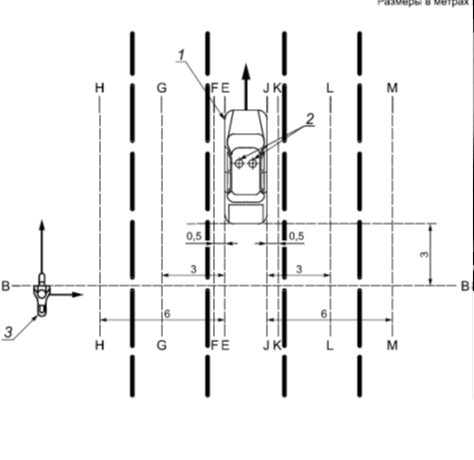 Размеры в метрах
1
H G F E J K L M
2
0,5 0,5
3 3 3
B B
6 6
3
H G F E J K L M